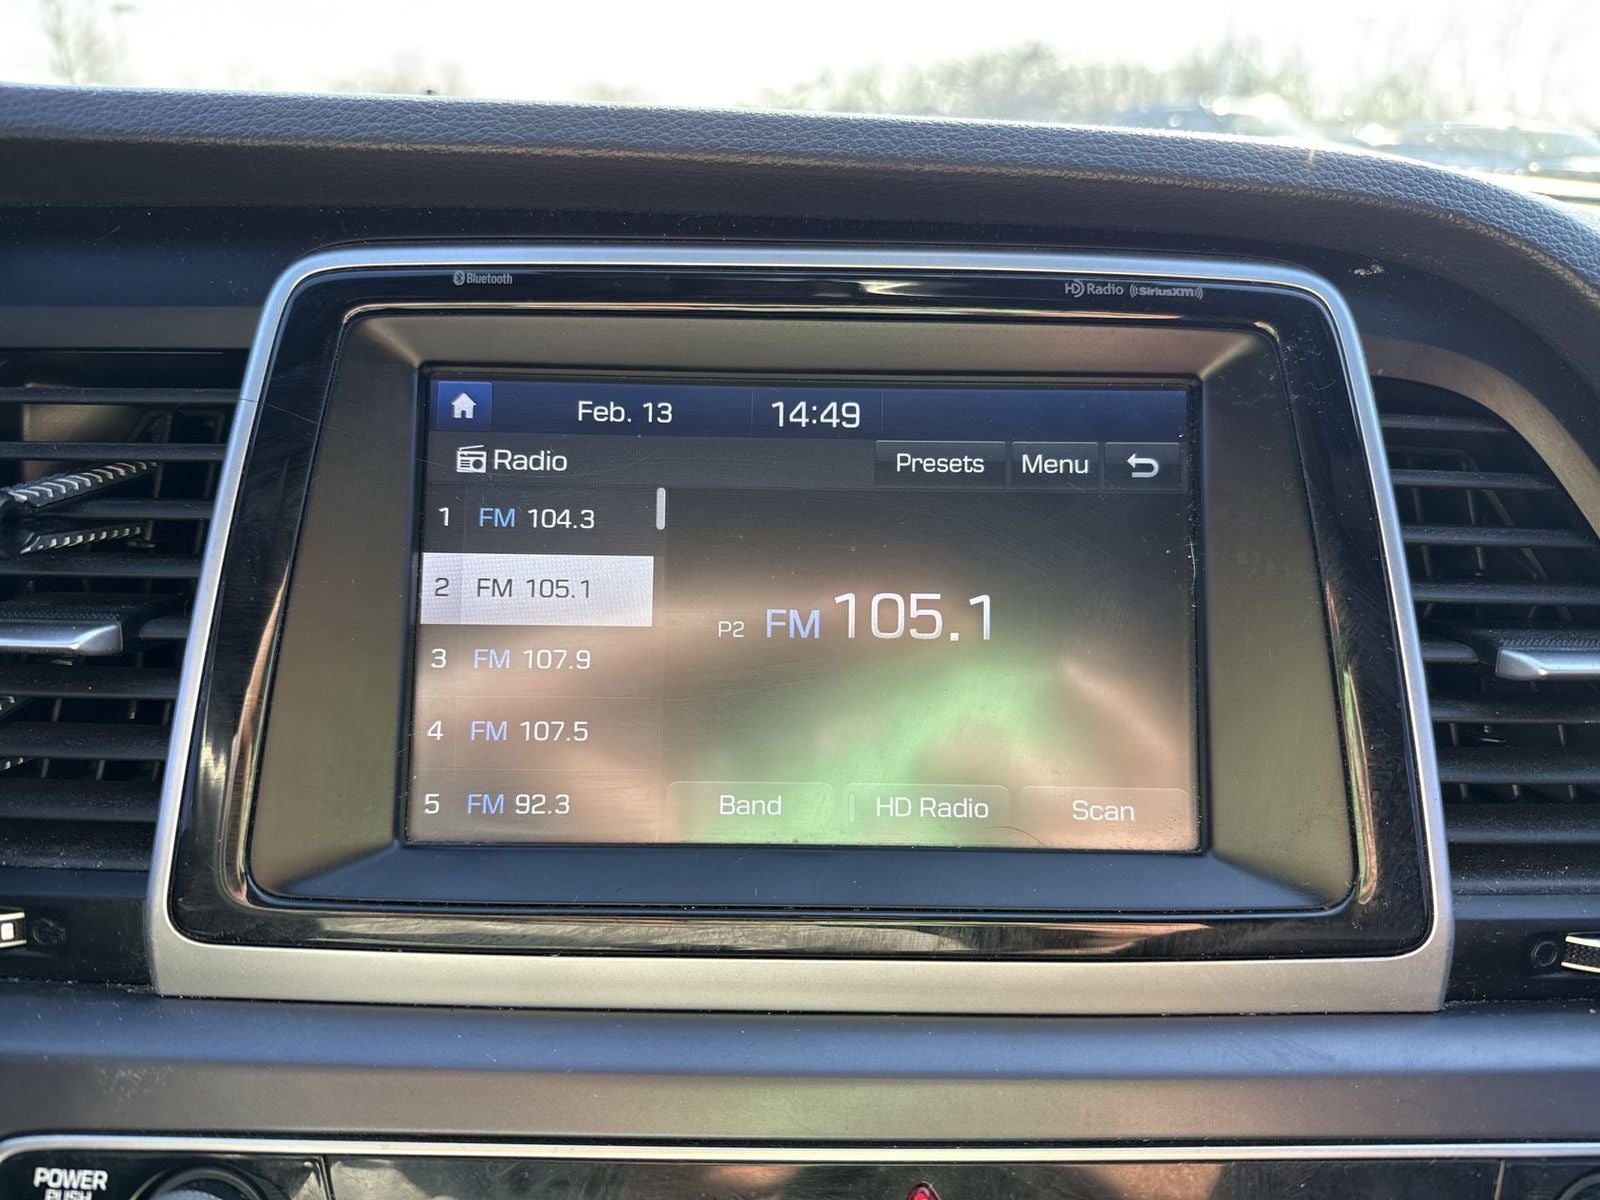 Bluetooth
HD Radio ((SiriusXM))
Feb. 13 14:49
Radio Presets Menu
1 FM 104.3
2 FM 105.1
P2 FM 105.1
3 FM 107.9
4 FM 107.5
5 FM 92.3
Band HD Radio Scan
POWER
PUSH